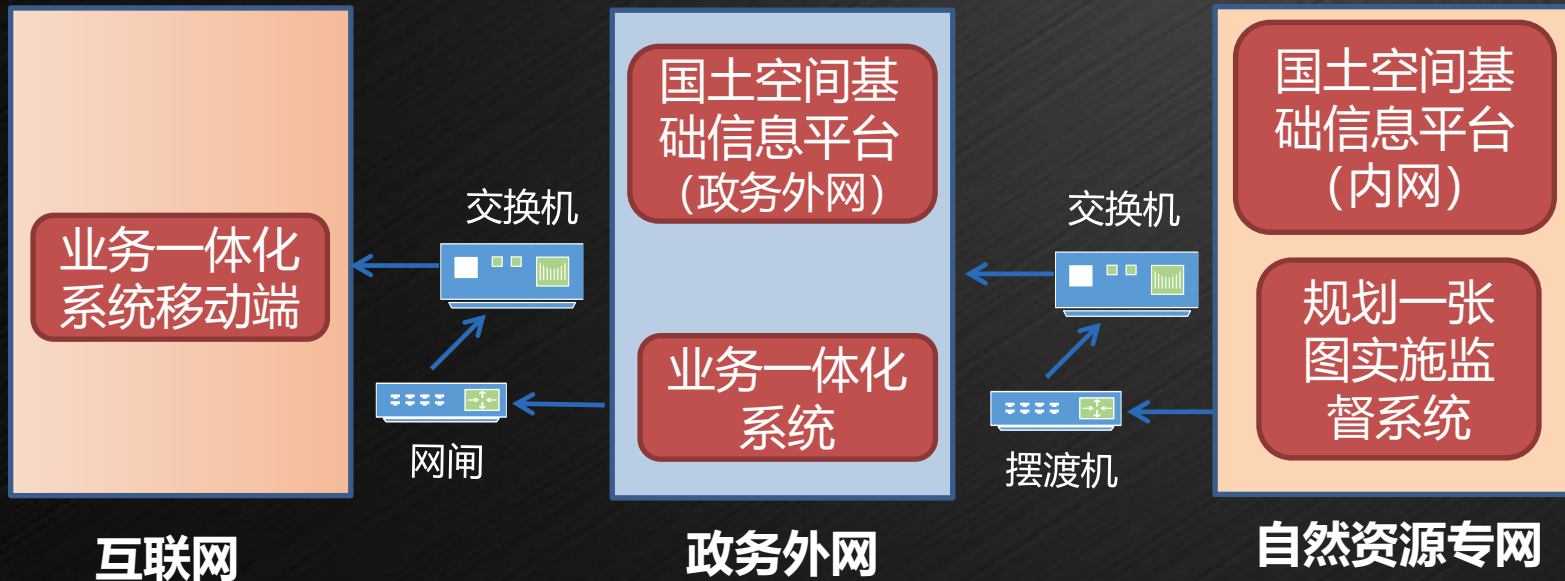 业务一体化
系统移动端
互联网
交换机
网闸
国土空间基
础信息平台
（政务外网）
业务一体化
系统
政务外网
交换机
摆渡机
国土空间基
础信息平台
（内网）
规划一张
图实施监
督系统
自然资源专网